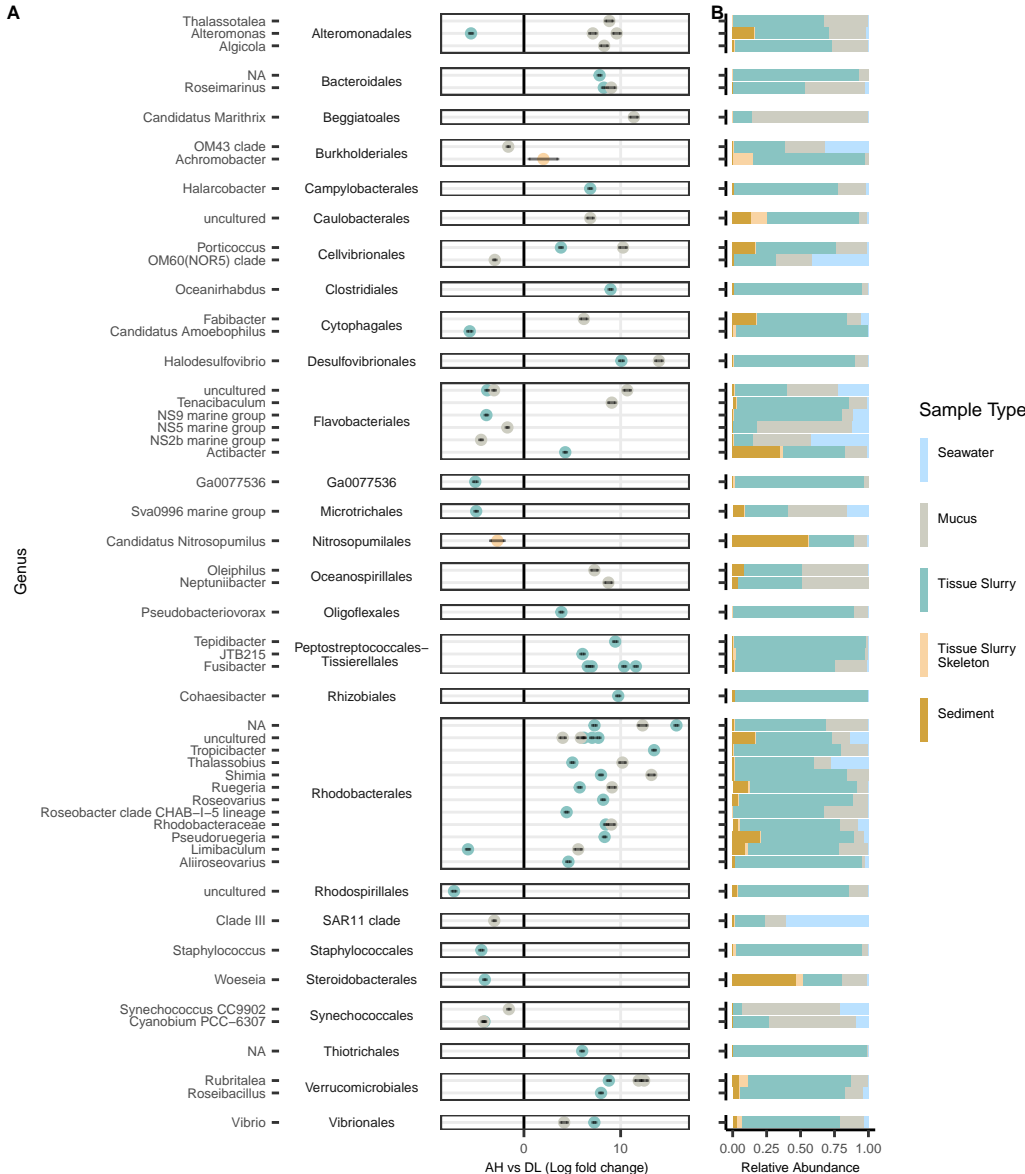 A
B
Thalassotalea
Alteromonas
Algicola
Alteromonadales
NA
Roseimarinus
Bacteroidales
Candidatus Marithrix
Beggiatoales
OM43 clade
Achromobacter
Burkholderiales
Halarcobacter
Campylobacterales
uncultured
Caulobacterales
Porticoccus
OM60(NOR5) clade
Cellvibrionales
Oceanirhabdus
Clostridiales
Fabibacter
Candidatus Amoebophilus
Cytophagales
Halodesulfovibrio
Desulfovibrionales
uncultured
Tenacibaculum
NS9 marine group
NS5 marine group
NS2b marine group
Actibacter
Flavobacteriales
Ga0077536
Ga0077536
Sva0996 marine group
Microtrichales
Candidatus Nitrosopumilus
Nitrosopumilales
Oleiphilus
Neptuniibacter
Oceanospirillales
Pseudobacteriovorax
Oligoflexales
Tepidibacter
JTB215
Fusibacter
Peptostreptococcales−
Tissierellales
Cohaesibacter
Rhizobiales
NA
uncultured
Tropicibacter
Thalassobius
Shimia
Ruegeria
Roseovarius
Roseobacter clade CHAB−I−5 lineage
Rhodobacteraceae
Pseudoruegeria
Limibaculum
Aliiroseovarius
Rhodobacterales
uncultured
Rhodospirillales
Clade III
SAR11 clade
Staphylococcus
Staphylococcales
Woeseia
Steroidobacterales
Synechococcus CC9902
Cyanobium PCC−6307
Synechococcales
NA
Thiotrichales
Rubritalea
Roseibacillus
Verrucomicrobiales
Vibrio
Vibrionales
Genus
0
10
AH vs DL (Log fold change)
0.00
0.25
0.50
0.75
1.00
Relative Abundance
Sample Type
Seawater
Mucus
Tissue Slurry
Tissue Slurry
Skeleton
Sediment